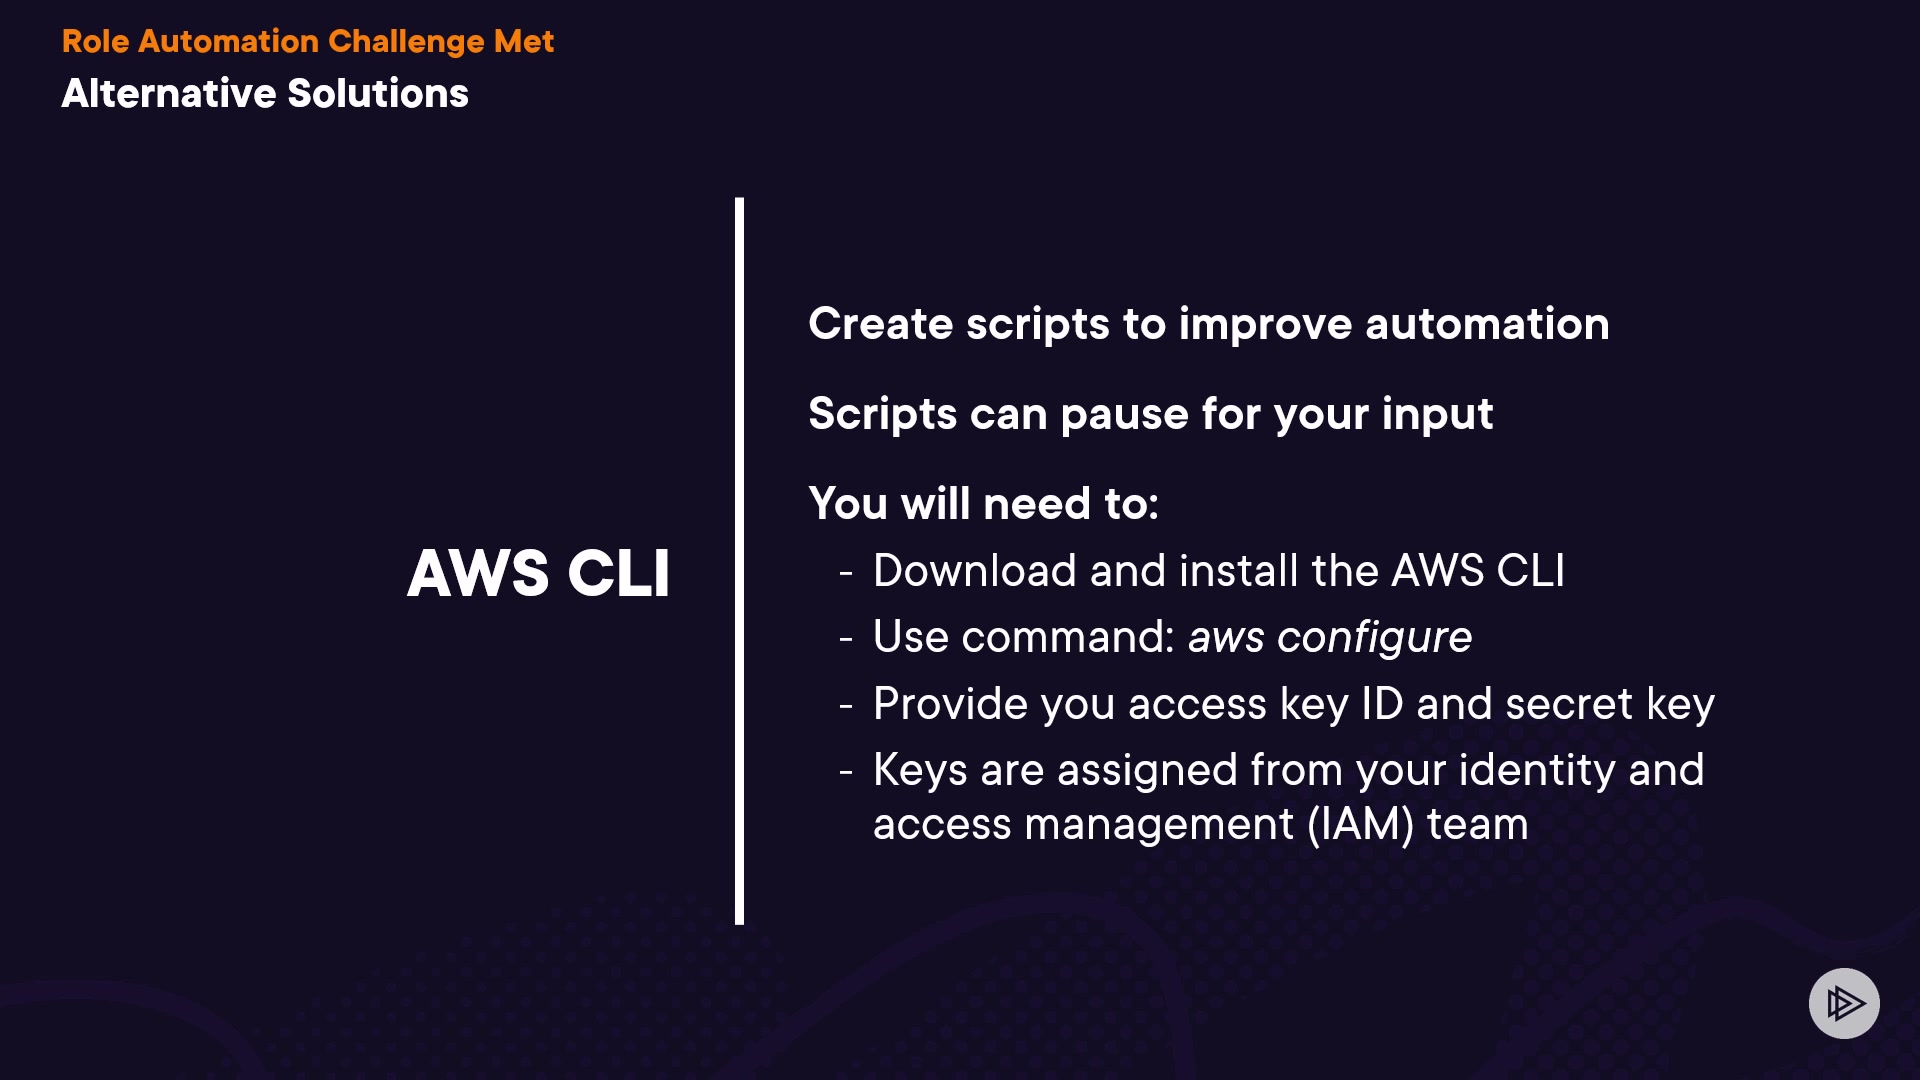 Role Automation Challenge Met
Alternative Solutions
AWS CLI
Create scripts to improve automation
Scripts can pause for your input
You will need to:
- Download and install the AWS CLI
- Use command: aws configure
- Provide you access key ID and secret key
- Keys are assigned from your identity and
access management (IAM) team